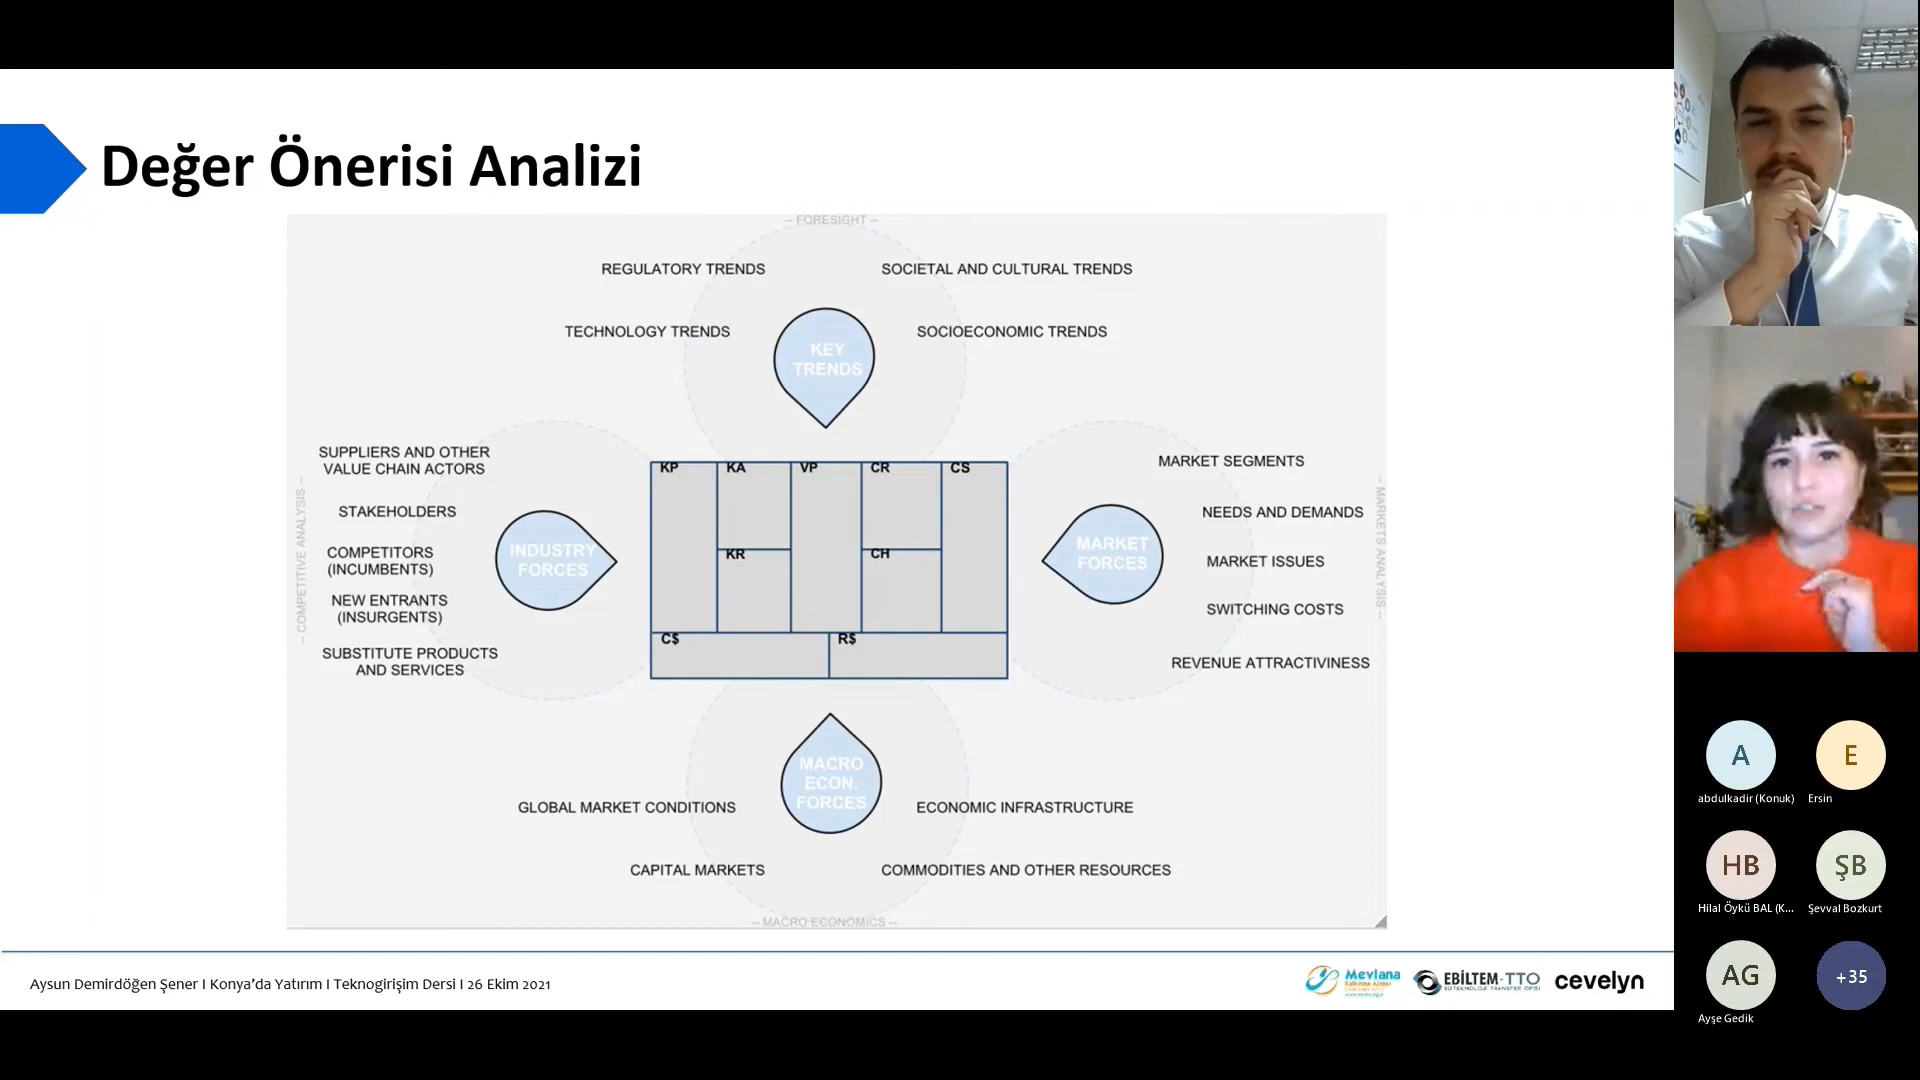 Değer Önerisi Analizi
-- FORESIGHT --
REGULATORY TRENDS
SOCIETAL AND CULTURAL TRENDS
TECHNOLOGY TRENDS
SOCIOECONOMIC TRENDS
KEY
TRENDS
-- COMPETITIVE ANALYSIS --
SUPPLIERS AND OTHER
VALUE CHAIN ACTORS
STAKEHOLDERS
COMPETITORS
(INCUMBENTS)
NEW ENTRANTS
(INSURGENTS)
SUBSTITUTE PRODUCTS
AND SERVICES
INDUSTRY
FORCES
KP
KA
VP
CR
CS
KR
CH
C$
R$
MARKET
FORCES
MARKET SEGMENTS
NEEDS AND DEMANDS
MARKET ISSUES
SWITCHING COSTS
REVENUE ATTRACTIVINESS
-- MARKETS ANALYSIS --
MACRO
ECON.
FORCES
GLOBAL MARKET CONDITIONS
ECONOMIC INFRASTRUCTURE
CAPITAL MARKETS
COMMODITIES AND OTHER RESOURCES
-- MACRO ECONOMICS --
Aysun Demirdöğen Şener I Konya'da Yatırım I Teknogirişim Dersi I 26 Ekim 2021
Mevlana
Kalkınma Ajansı
EBİLTEM-TTO
EÜ TEKNOLOJİ TRANSFER OFİSİ
cevelyn
A
abdulkadir (Konuk)
E
Ersin
HB
Hilal Öykü BAL (K...
ŞB
Şevval Bozkurt
AG
Ayşe Gedik
+35